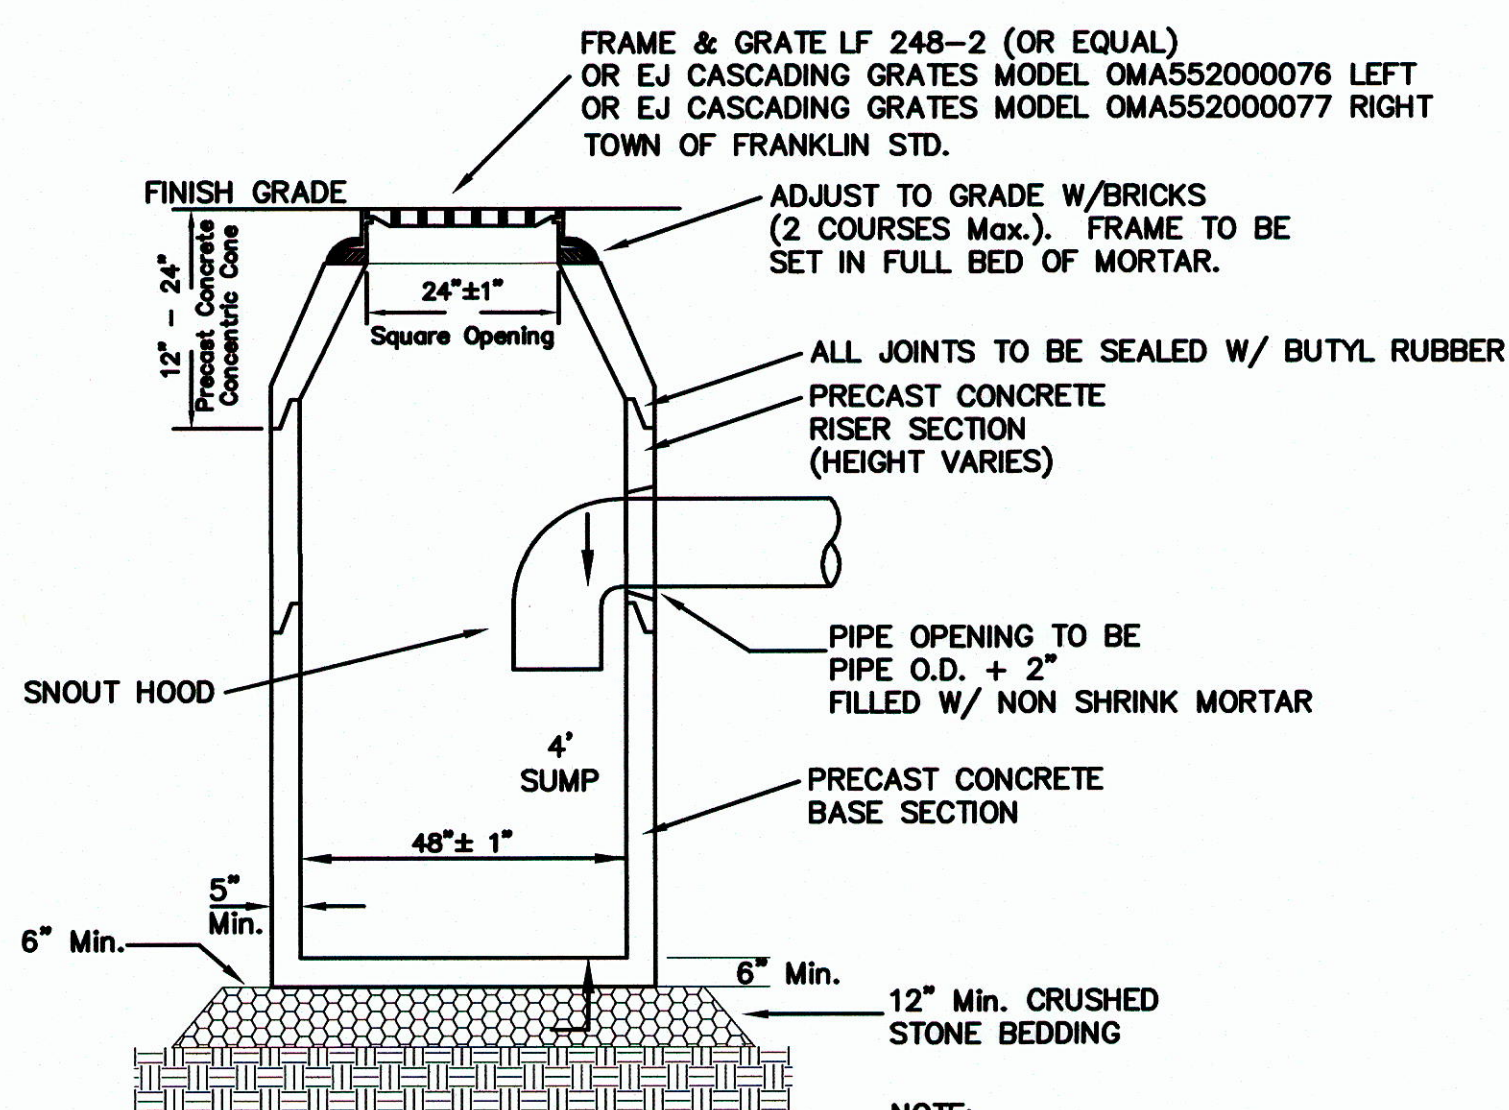 FRAME & GRATE LF 248-2 (OR EQUAL)
OR EJ CASCADING GRATES MODEL OMA552000076 LEFT
OR EJ CASCADING GRATES MODEL OMA552000077 RIGHT
TOWN OF FRANKLIN STD.
FINISH GRADE
ADJUST TO GRADE W/BRICKS
(2 COURSES Max.). FRAME TO BE
SET IN FULL BED OF MORTAR.
12" - 24"
Precast Concrete
Concentric Cone
24"±1"
Square Opening
ALL JOINTS TO BE SEALED W/ BUTYL RUBBER
PRECAST CONCRETE
RISER SECTION
(HEIGHT VARIES)
PIPE OPENING TO BE
PIPE O.D. + 2"
FILLED W/ NON SHRINK MORTAR
SNOUT HOOD
4'
SUMP
PRECAST CONCRETE
BASE SECTION
48"± 1"
5"
Min.
6" Min.
6" Min.
12" Min. CRUSHED
STONE BEDDING
NOTE: